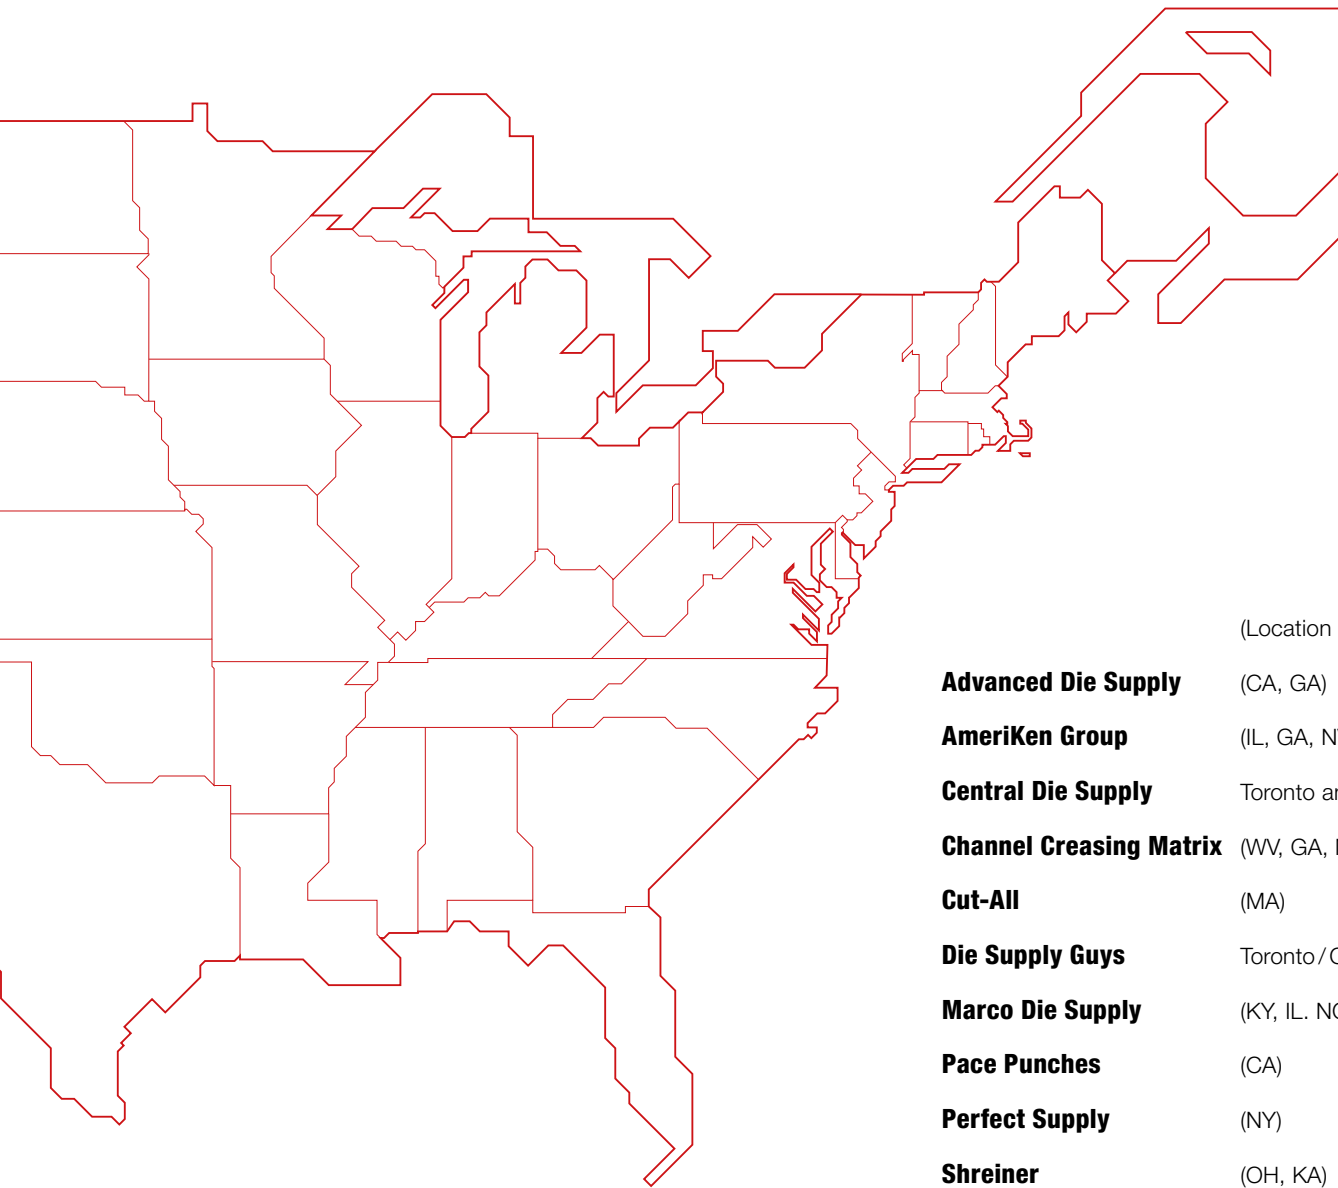 (Location
Advanced Die Supply (CA, GA)
AmeriKen Group (IL, GA,
Central Die Supply Toronto
Channel Creasing Matrix (WV, GA,
Cut-All (MA)
Die Supply Guys Toronto /
Marco Die Supply (KY, IL.
Pace Punches (CA)
Perfect Supply (NY)
Shreiner (OH, KA)